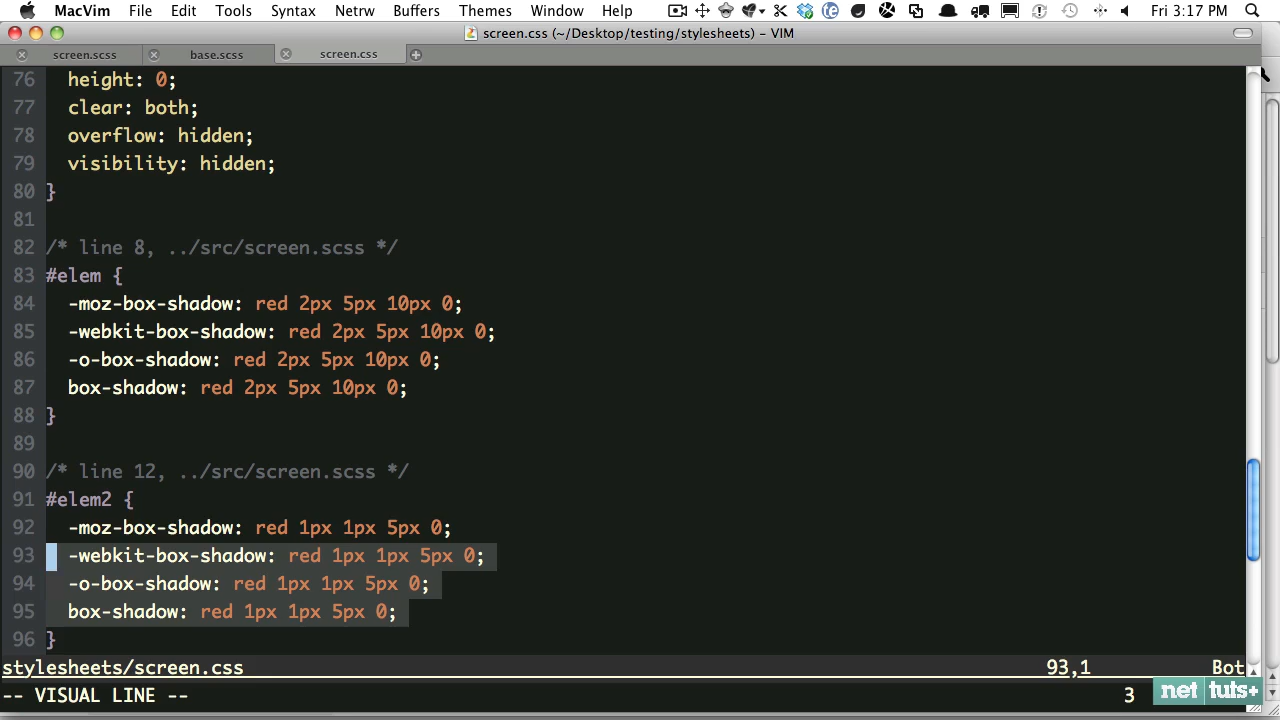 MacVim File Edit Tools Syntax Netrw Buffers Plugins Themes Window Help Fri 3:17 PM
screen.css (~/Desktop/testing/stylesheets) – VIM
screen.scss base.scss screen.css
76 height: 0;
77 clear: both;
78 overflow: hidden;
79 visibility: hidden;
80 }
81
82 /* line 8, ../src/screen.scss */
83 #elem {
84 -moz-box-shadow: red 2px 5px 10px 0;
85 -webkit-box-shadow: red 2px 5px 10px 0;
86 -o-box-shadow: red 2px 5px 10px 0;
87 box-shadow: red 2px 5px 10px 0;
88 }
89
90 /* line 12, ../src/screen.scss */
91 #elem2 {
92 -moz-box-shadow: red 1px 1px 5px 0;
93 -webkit-box-shadow: red 1px 1px 5px 0;
94 -o-box-shadow: red 1px 1px 5px 0;
95 box-shadow: red 1px 1px 5px 0;
96 }
stylesheets/screen.css 93,1 Bot
-- VISUAL LINE -- 3
net tuts+